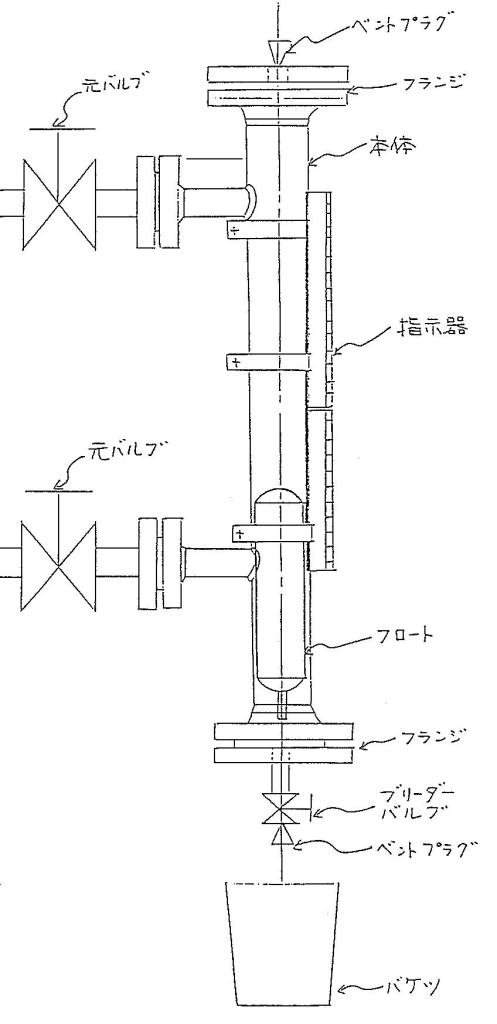 ベントプラグ
フランジ
元バルブ
本体
指示器
元バルブ
フロート
フランジ
ブリーダー
バルブ
ベントプラグ
バケツ